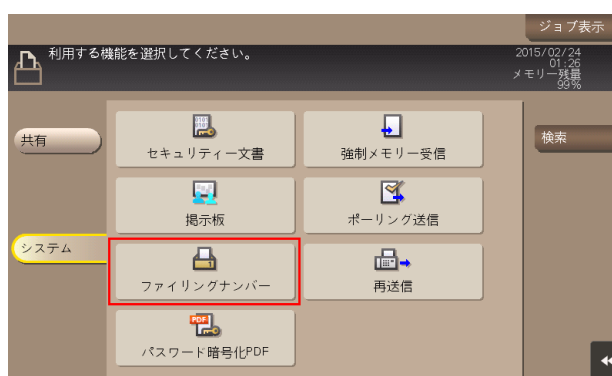 ジョブ表示
利用する機能を選択してください。
2015/02/24
01:26
メモリー残量
99%
共有
セキュリティー文書
強制メモリー受信
検索
掲示板
ポーリング送信
システム
ファイリングナンバー
再送信
PDF
パスワード暗号化PDF